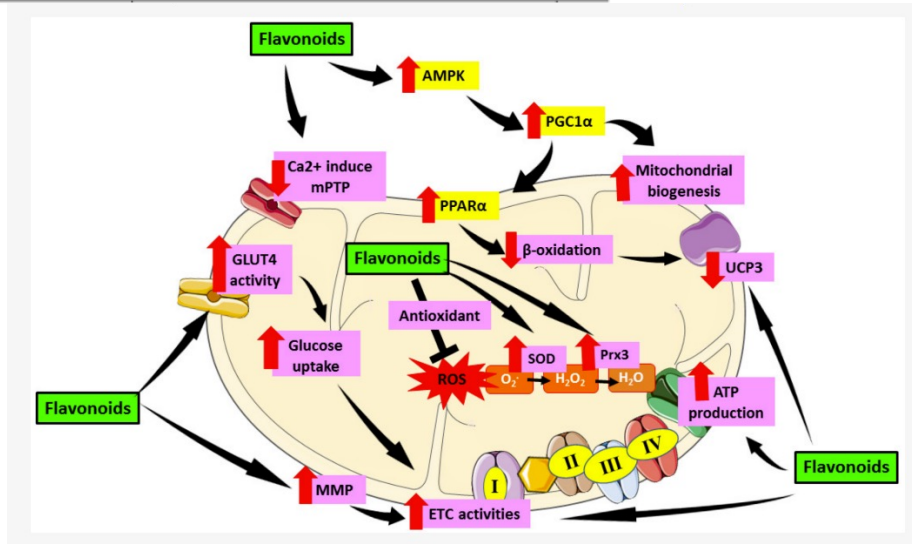 Flavonoids
AMPK
PGC1α
Ca2+ induce
mPTP
Mitochondrial
biogenesis
PPARα
β-oxidation
GLUT4
activity
Flavonoids
UCP3
Antioxidant
Glucose
uptake
SOD
Prx3
ROS
O₂·
H₂O₂
H₂O
ATP
production
Flavonoids
I
II
III
IV
Flavonoids
MMP
ETC activities